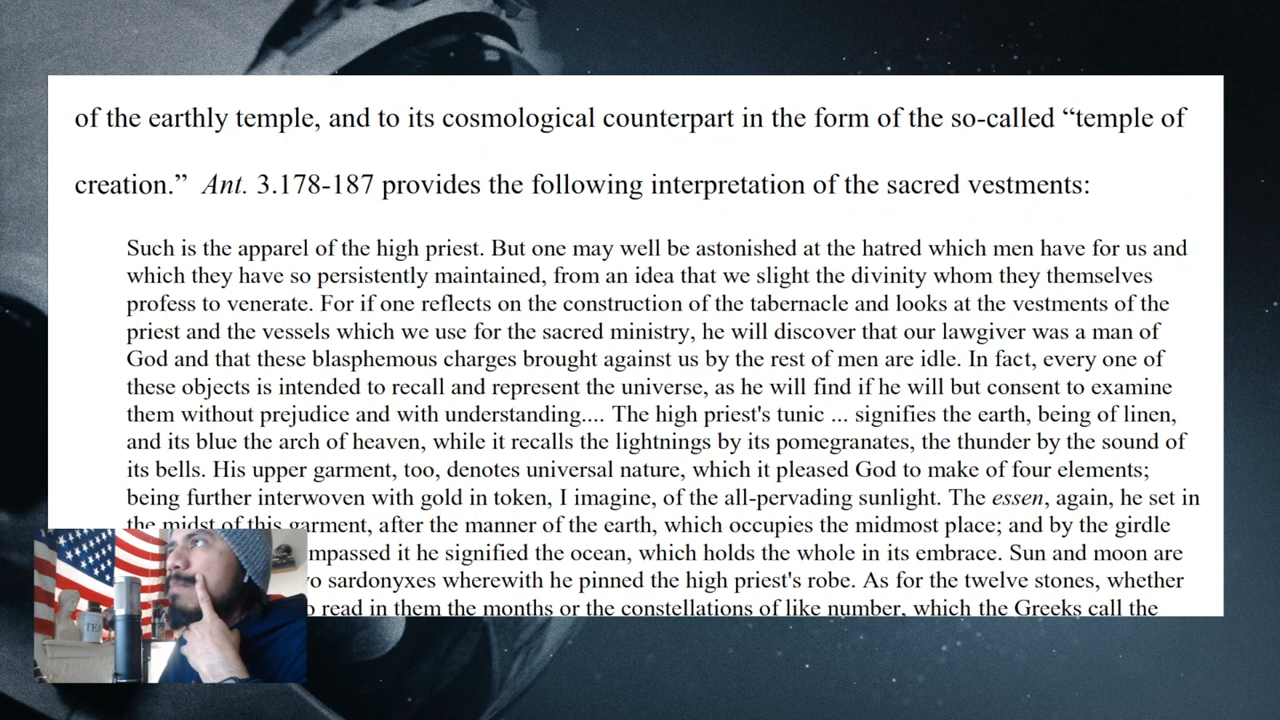 of the earthly temple, and to its cosmological counterpart in the form of the so-called “temple of
creation.” Ant. 3.178-187 provides the following interpretation of the sacred vestments:
Such is the apparel of the high priest. But one may well be astonished at the hatred which men have for us and
which they have so persistently maintained, from an idea that we slight the divinity whom they themselves
profess to venerate. For if one reflects on the construction of the tabernacle and looks at the vestments of the
priest and the vessels which we use for the sacred ministry, he will discover that our lawgiver was a man of
God and that these blasphemous charges brought against us by the rest of men are idle. In fact, every one of
these objects is intended to recall and represent the universe, as he will find if he will but consent to examine
them without prejudice and with understanding.... The high priest's tunic ... signifies the earth, being of linen,
and its blue the arch of heaven, while it recalls the lightnings by its pomegranates, the thunder by the sound of
its bells. His upper garment, too, denotes universal nature, which it pleased God to make of four elements;
being further interwoven with gold in token, I imagine, of the all-pervading sunlight. The essen, again, he set in
the midst of this garment, after the manner of the earth, which occupies the midmost place; and by the girdle
mpassed it he signified the ocean, which holds the whole in its embrace. Sun and moon are
o sardonyxes wherewith he pinned the high priest's robe. As for the twelve stones, whether
o read in them the months or the constellations of like number, which the Greeks call the
TEA